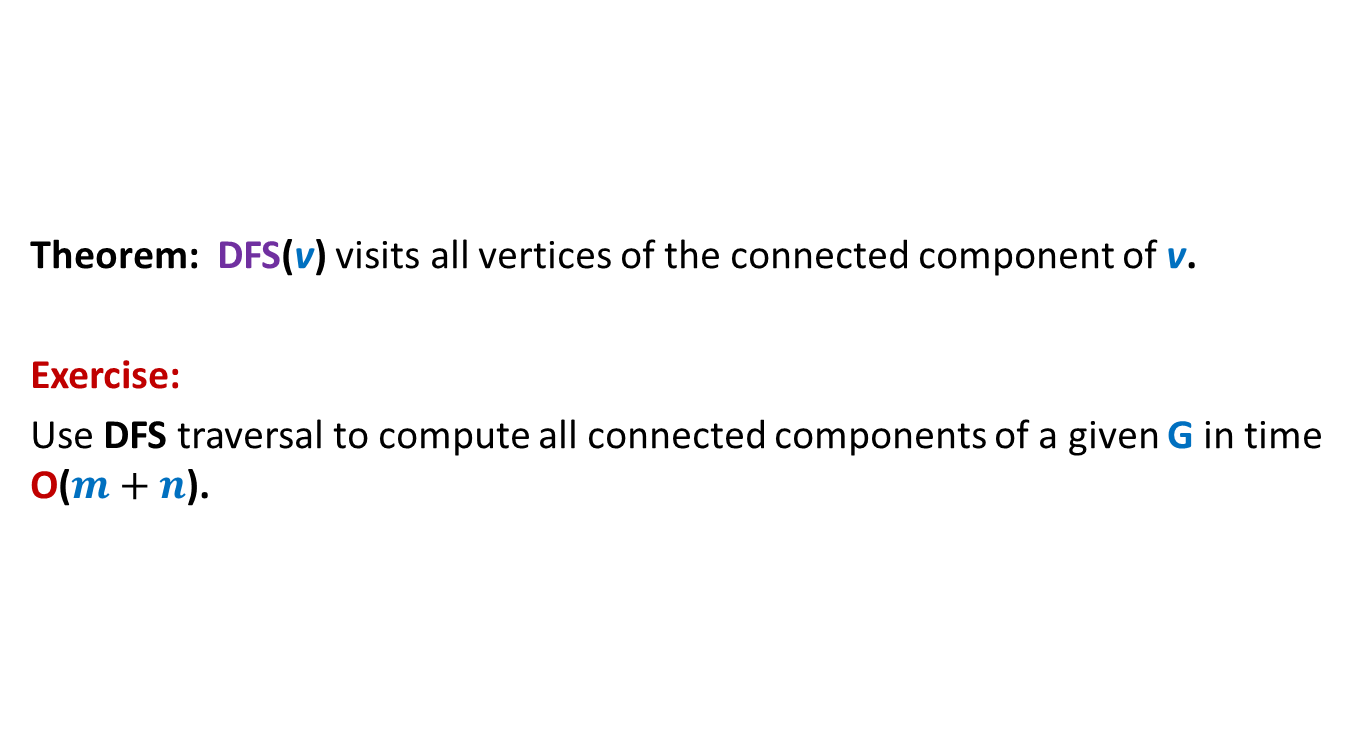 Theorem: DFS(v) visits all vertices of the connected component of v.
Exercise:
Use DFS traversal to compute all connected components of a given G in time
O(m + n).